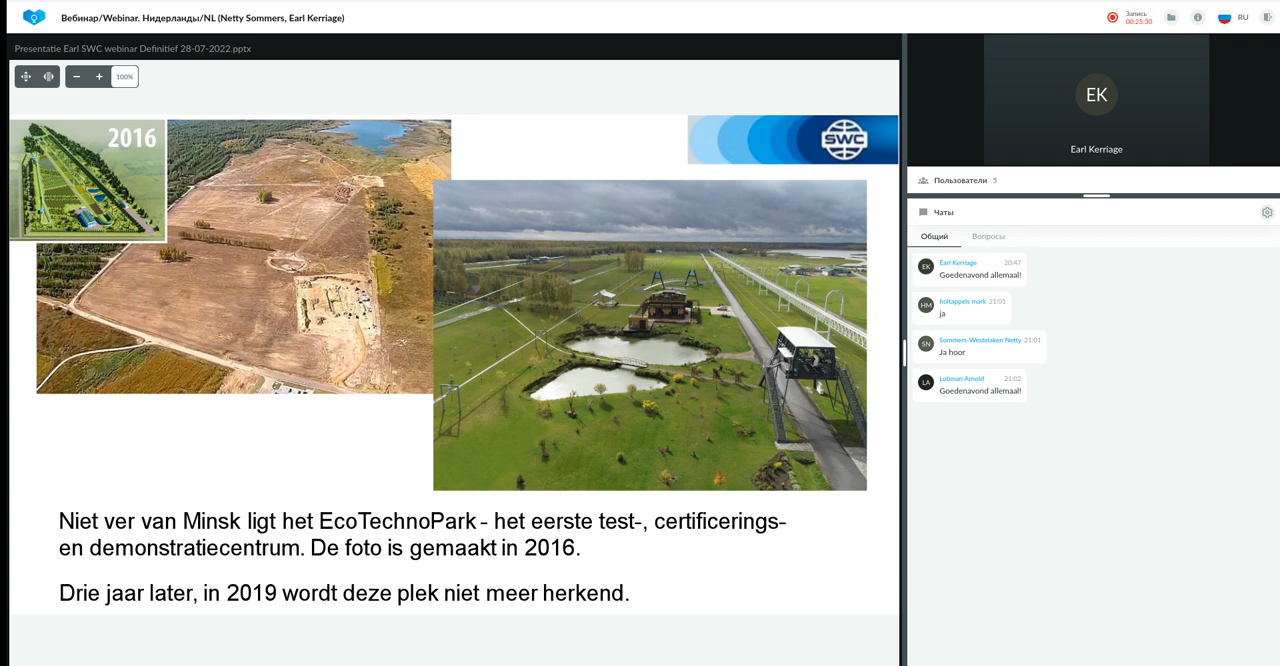 Вебинар/Webinar. Нидерланды/NL (Netty Sommers, Earl Kerriage)
Запись
00:25:30
RU
Presentatie Earl SWC webinar Definitief 28-07-2022.pptx
100%
2016
SWC
Niet ver van Minsk ligt het EcoTechnoPark - het eerste test-, certificerings-
en demonstratiecentrum. De foto is gemaakt in 2016.
Drie jaar later, in 2019 wordt deze plek niet meer herkend.
EK
Earl Kerriage
Пользователи 5
Чаты
Общий Вопросы
EK Earl Kerriage 20:47
Goedenavond allemaal!
HM holtappels mark 21:01
ja
SN Sommers-Westelaken Netty 21:01
Ja hoor
LA Lobman Arnold 21:02
Goedenavond allemaal!